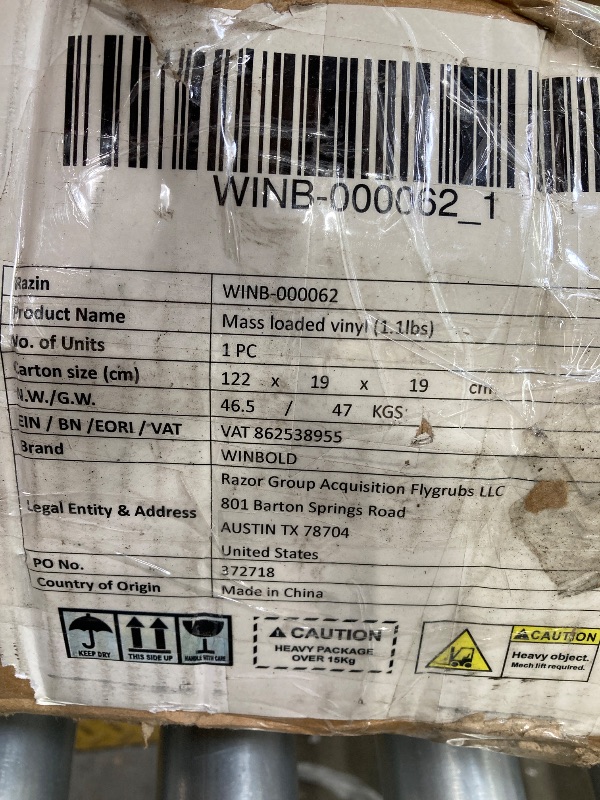 WINB-000062_1
Razin WINB-000062
Product Name Mass loaded vinyl (1.1lbs)
No. of Units 1 PC
Carton size (cm) 122 x 19 x 19 cm
N.W./G.W. 46.5 / 47 KGS
EIN / BN /EORI / VAT VAT 862538955
Brand WINBOLD
Legal Entity & Address Razor Group Acquisition Flygrubs LLC
801 Barton Springs Road
AUSTIN TX 78704
United States
PO No. 372718
Country of Origin Made in China
KEEP DRY
THIS SIDE UP
HANDLE WITH CARE
CAUTION
HEAVY PACKAGE
OVER 15Kg
CAUTION
Heavy object.
Mech lift required.